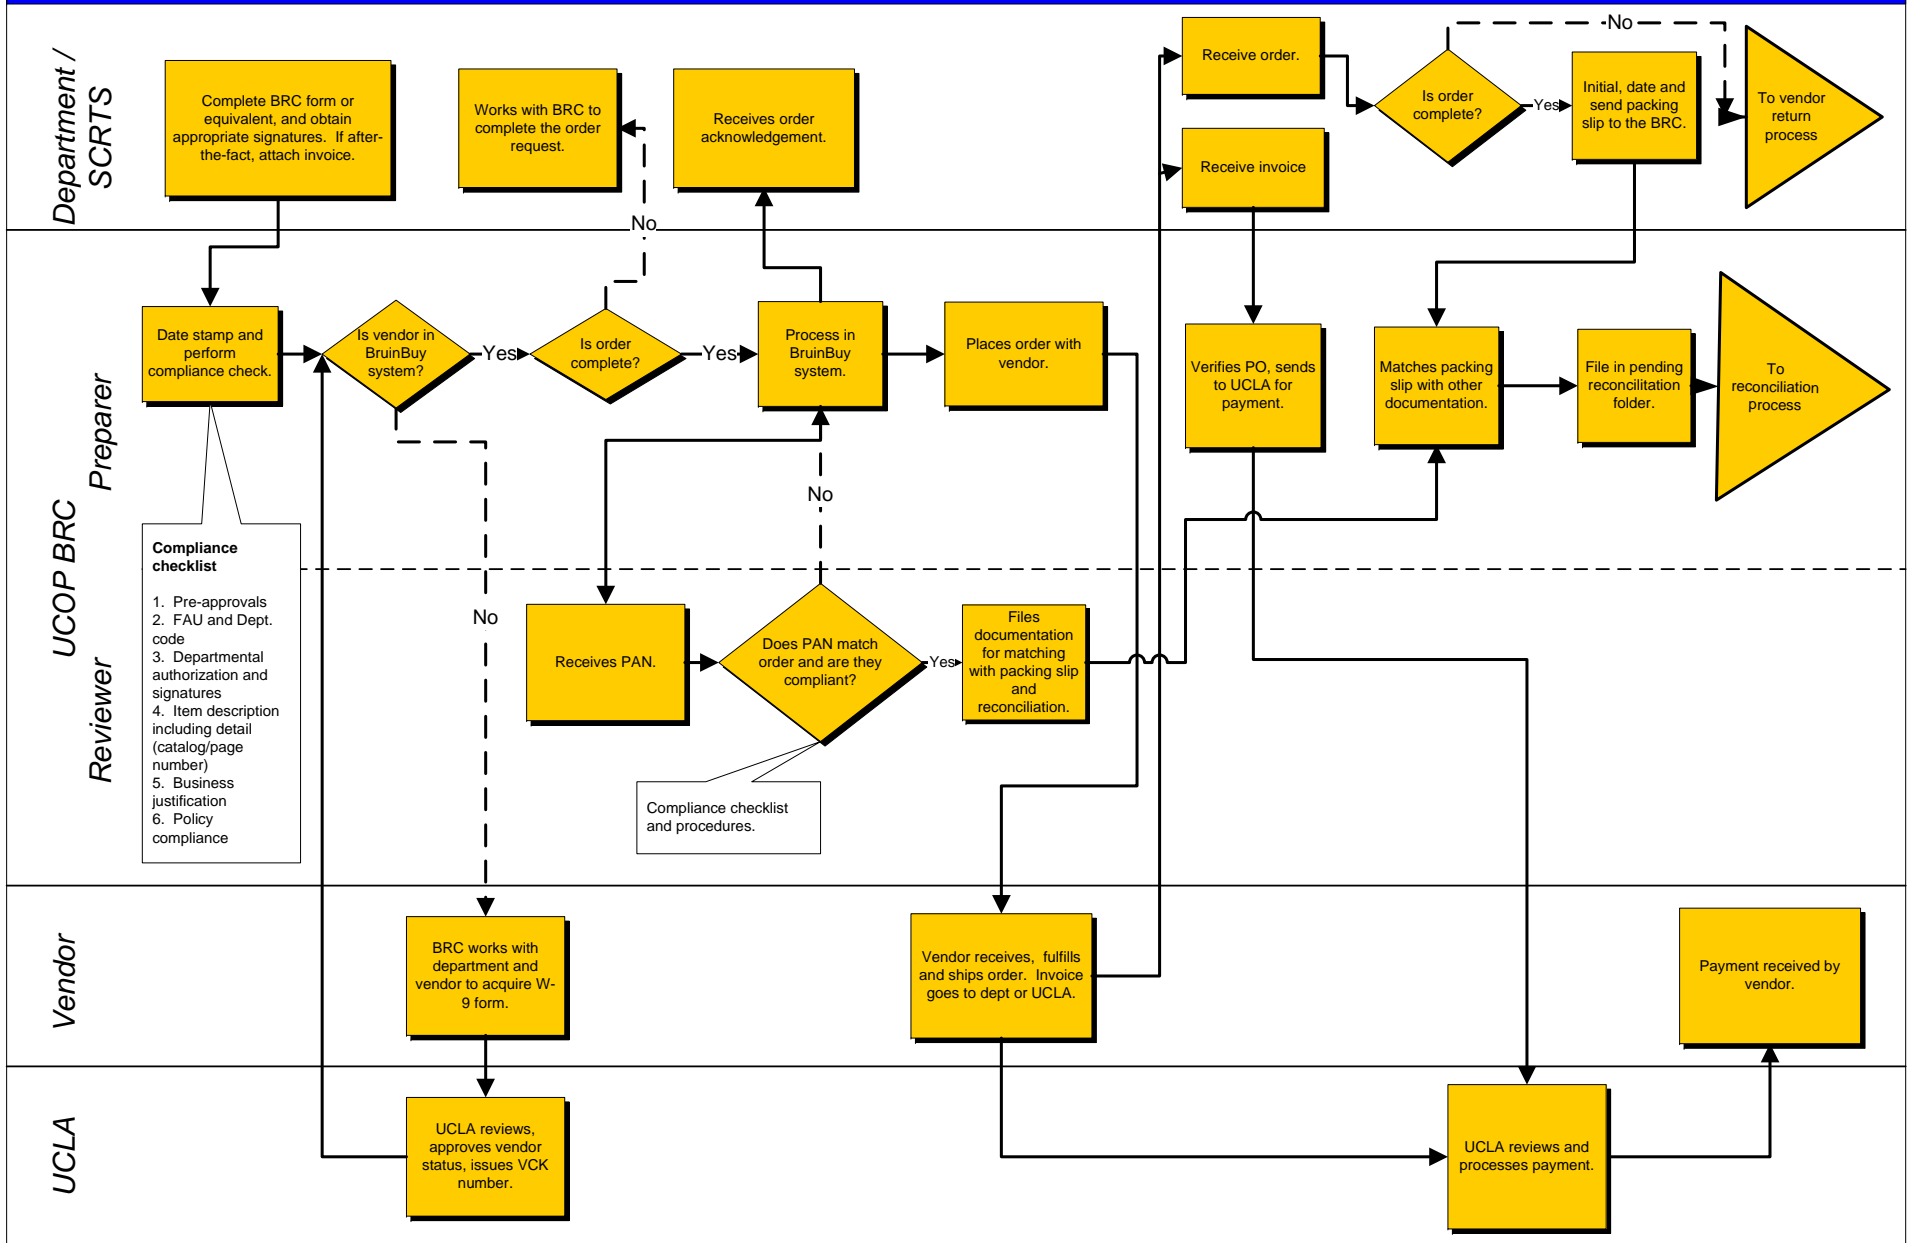 Department /
SCRTS
Complete BRC form or
equivalent, and obtain
appropriate signatures.  If after-
the-fact, attach invoice.
Works with BRC to
complete the order
request.
Receives order
acknowledgement.
Receive order.
Receive invoice
Is order
complete?
No
Yes
Initial, date and
send packing
slip to the BRC.
To vendor
return
process
No
UCOP BRC
Preparer
Date stamp and
perform
compliance check.
Is vendor in
BruinBuy
system?
Yes
Is order
complete?
Yes
Process in
BruinBuy
system.
Places order with
vendor.
Verifies PO, sends
to UCLA for
payment.
Matches packing
slip with other
documentation.
File in pending
reconcilitation
folder.
To
reconciliation
process
No
Compliance
checklist
1.  Pre-approvals
2.  FAU and Dept.
code
3.  Departmental
authorization and
signatures
4.  Item description
including detail
(catalog/page
number)
5.  Business
justification
6.  Policy
compliance
No
Reviewer
Receives PAN.
Does PAN match
order and are they
compliant?
Yes
Files
documentation
for matching
with packing slip
and
reconciliation.
Compliance checklist
and procedures.
Vendor
BRC works with
department and
vendor to acquire W-
9 form.
Vendor receives,  fulfills
and ships order.  Invoice
goes to dept or UCLA.
Payment received by
vendor.
UCLA
UCLA reviews,
approves vendor
status, issues VCK
number.
UCLA reviews and
processes payment.